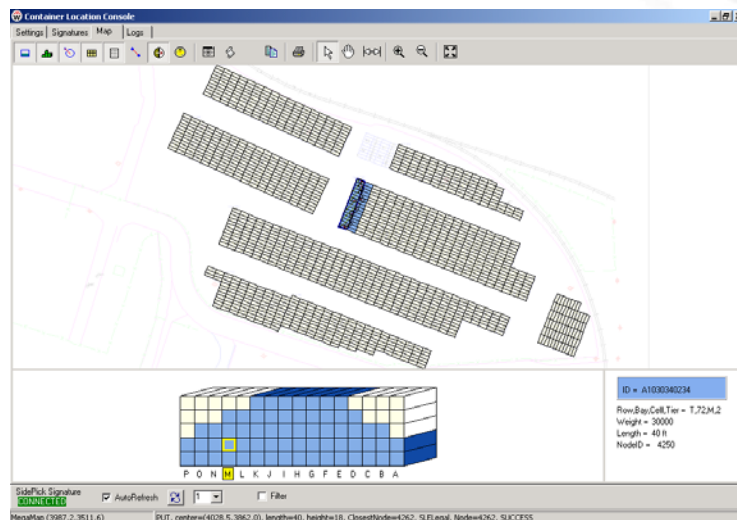 Container Location Console
Settings Signatures Map Logs
ID = A1030340234
Row,Bay,Cell,Tier = T,72,M,2
Weight = 30000
Length = 40 ft
NodeID = 4250
P O N M L K J I H G F E D C B A
SidePick Signature
CONNECTED
AutoRefresh
1
Filter
MegaMap (3987.2,3511.6)
PUT, center=(4028.5,3862.0), length=40, height=18, ClosestNode=4262, SLELegal, Node=4262, SUCCESS